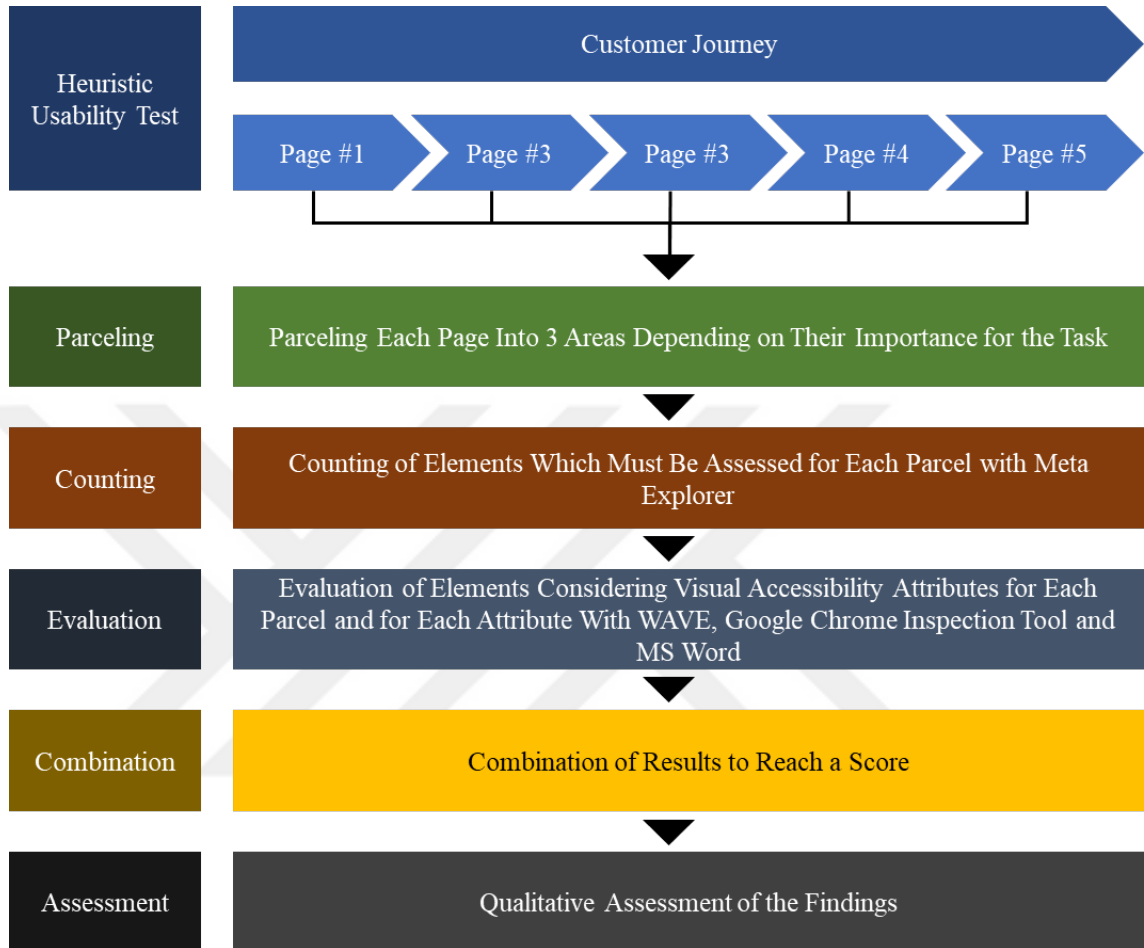 Heuristic
Usability Test
Customer Journey
Page #1
Page #3
Page #3
Page #4
Page #5
Parceling
Parceling Each Page Into 3 Areas Depending on Their Importance for the Task
Counting
Counting of Elements Which Must Be Assessed for Each Parcel with Meta
Explorer
Evaluation
Evaluation of Elements Considering Visual Accessibility Attributes for Each
Parcel and for Each Attribute With WAVE, Google Chrome Inspection Tool and
MS Word
Combination
Combination of Results to Reach a Score
Assessment
Qualitative Assessment of the Findings